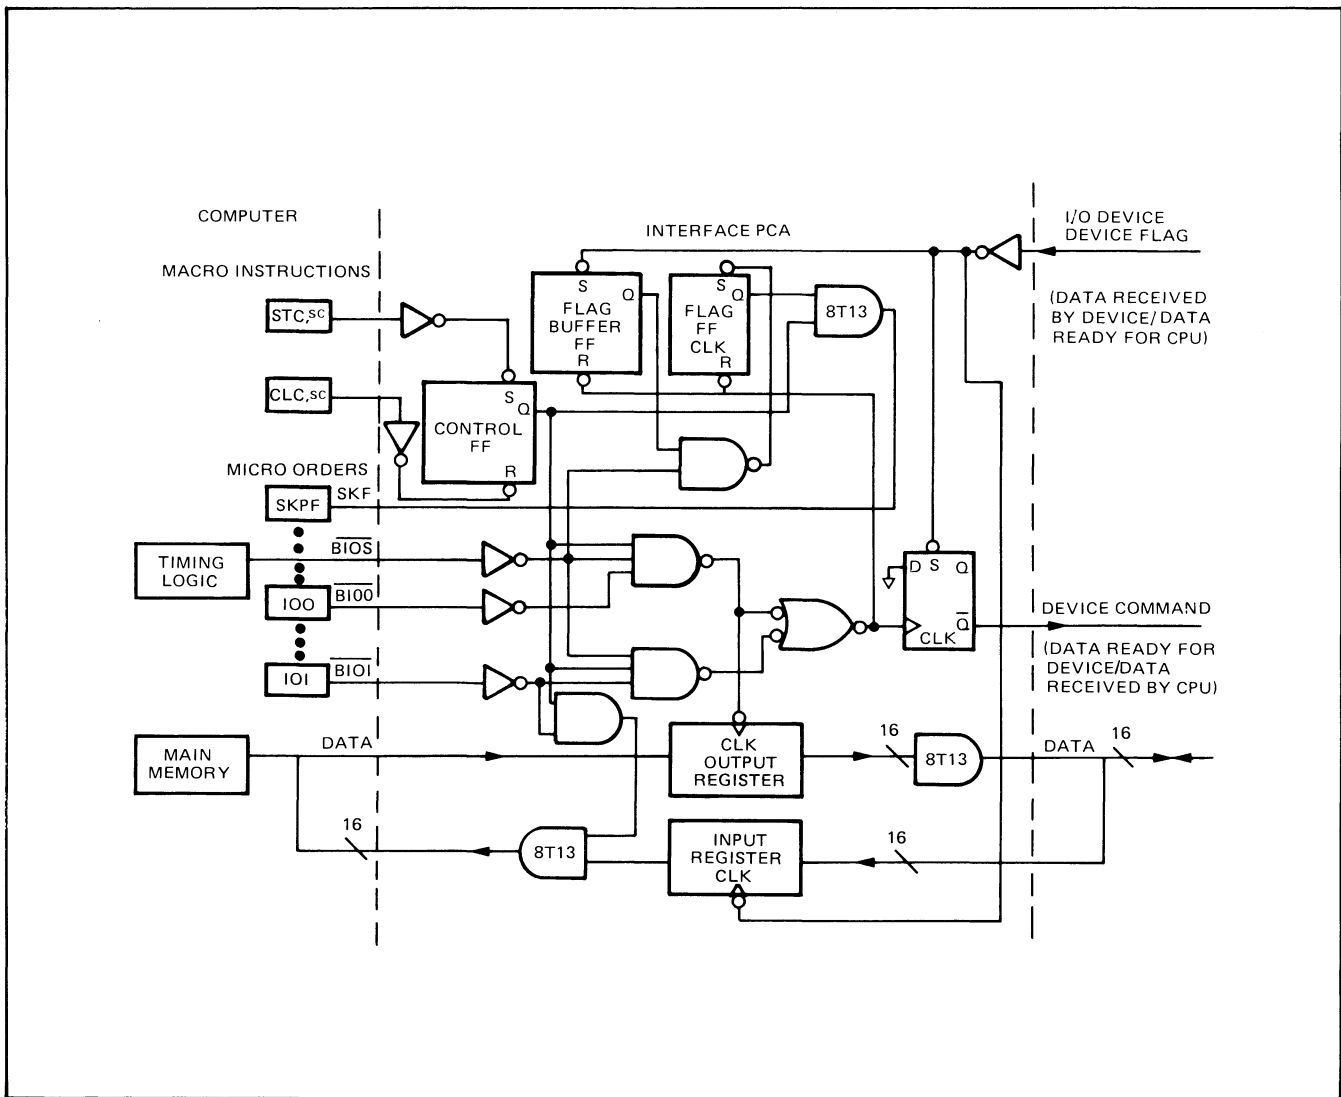 COMPUTER
INTERFACE PCA
I/O DEVICE
DEVICE FLAG
MACRO INSTRUCTIONS
STC,SC
CLC,SC
S
Q
FLAG
BUFFER
FF
R
S
Q
FLAG
FF
CLK
R
8T13
(DATA RECEIVED
BY DEVICE/DATA
READY FOR CPU)
S
Q
CONTROL
FF
R
MICRO ORDERS
SKPF
SKF
TIMING
LOGIC
BIOS
IOO
BIOO
IOI
BIOI
D S Q
Q
CLK
DEVICE COMMAND
(DATA READY FOR
DEVICE/DATA
RECEIVED BY CPU)
MAIN
MEMORY
DATA
CLK
OUTPUT
REGISTER
16
8T13
DATA
16
16
8T13
INPUT
REGISTER
CLK
16